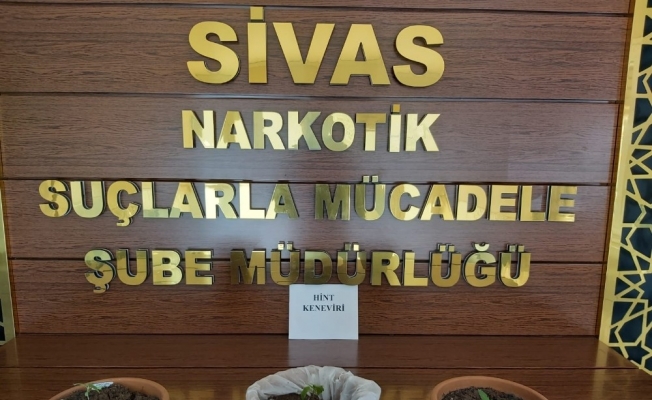 SİVAS
NARKOTİK
SUÇLARLA MÜCADELE
ŞUBE MÜDÜRLÜĞÜ
HİNT
KENEVİRİ